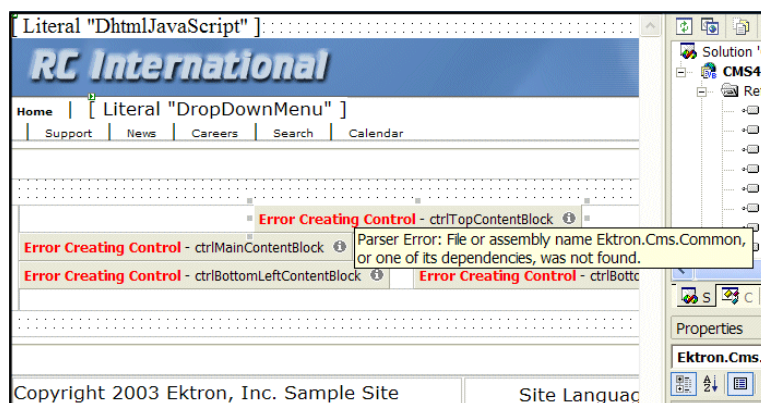 [ Literal "DhtmlJavaScript" ]
Solution '
RC International
CMS4
Home | [ Literal "DropDownMenu" ]
| Support | News | Careers | Search | Calendar
Error Creating Control - ctrlTopContentBlock
Error Creating Control - ctrlMainContentBlock
Parser Error: File or assembly name Ektron.Cms.Common,
or one of its dependencies, was not found.
Error Creating Control - ctrlBottomLeftContentBlock
Error Creating Control - ctrlBotto
S C
Properties
Ektron.Cms.
Copyright 2003 Ektron, Inc. Sample Site
Site Languag